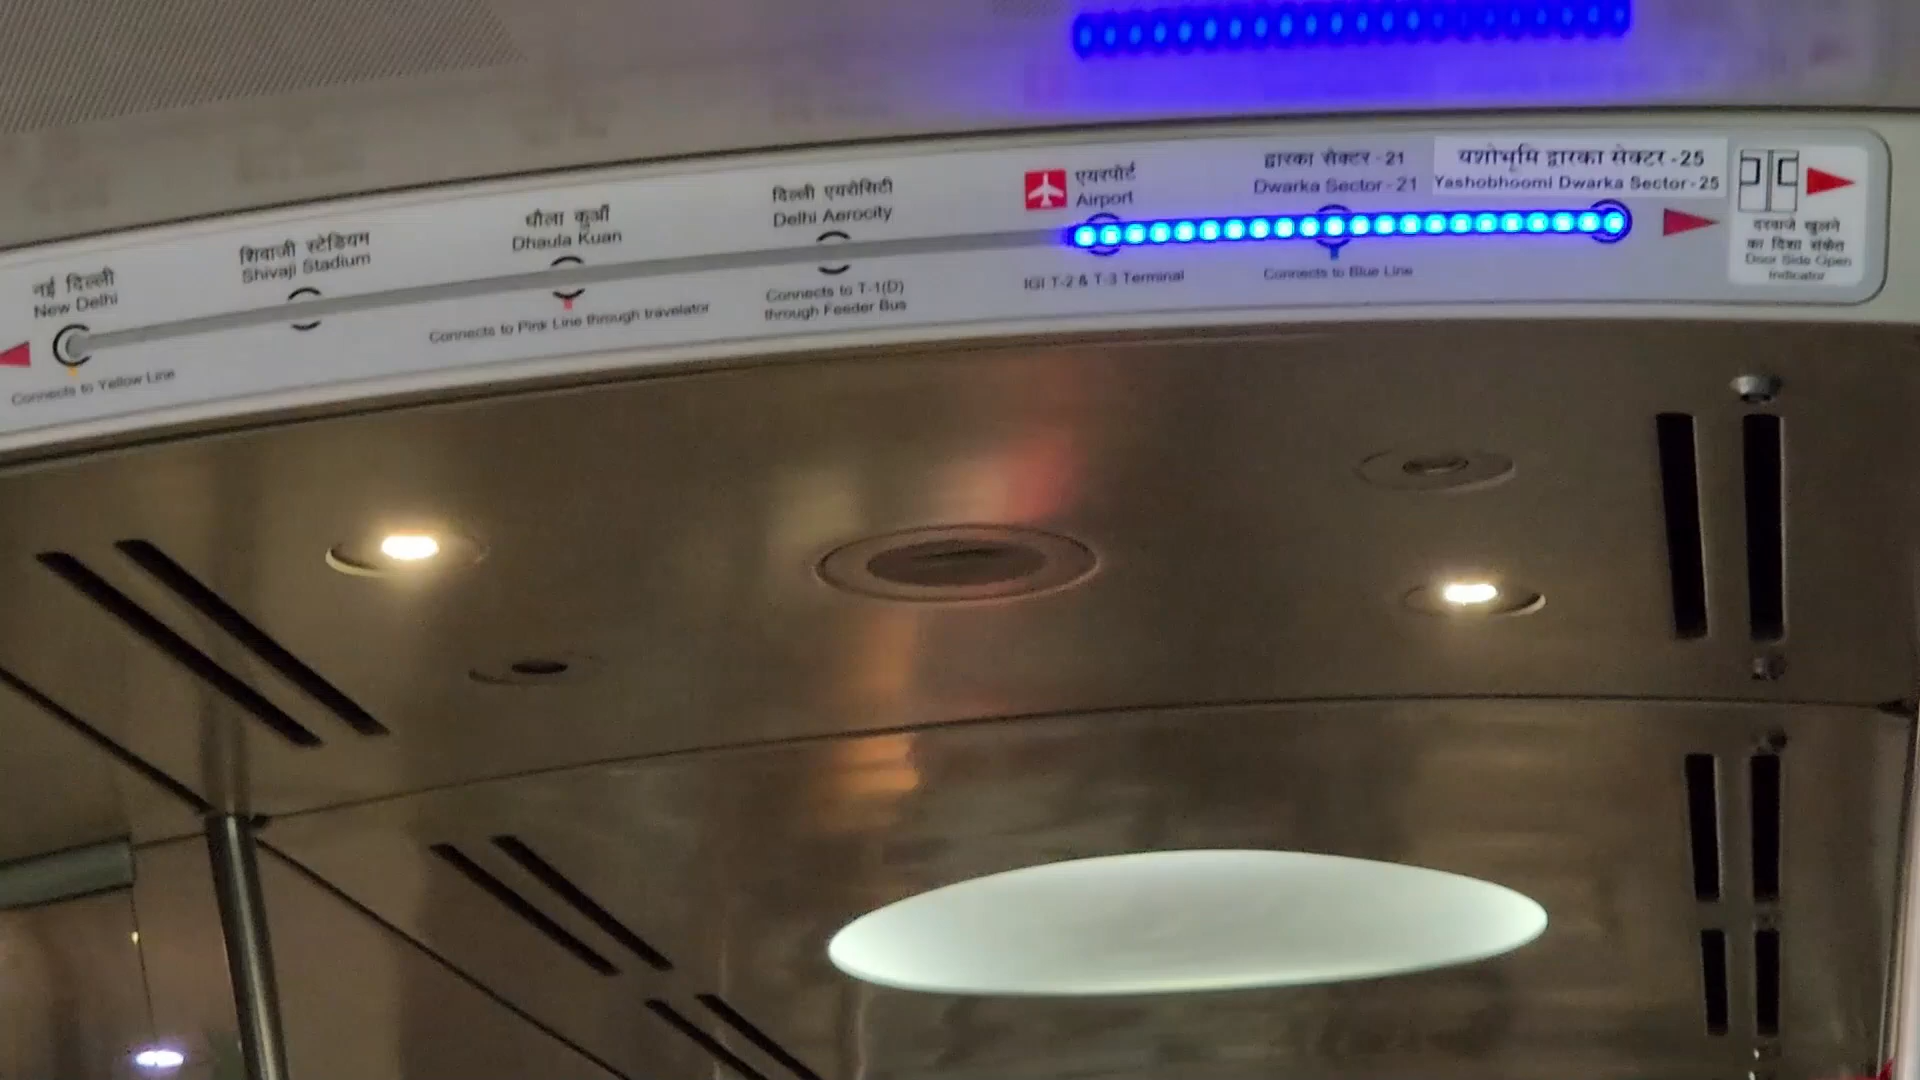 नई दिल्ली
New Delhi
Connects to Yellow Line
शिवाजी स्टेडियम
Shivaji Stadium
धौला कुआँ
Dhaula Kuan
Connects to Pink Line through travelator
दिल्ली एयरोसिटी
Delhi Aerocity
Connects to T-1(D)
through Feeder Bus
एयरपोर्ट
Airport
IGI T-2 & T-3 Terminal
द्वारका सेक्टर - 21
Dwarka Sector - 21
Connects to Blue Line
यशोभूमि द्वारका सेक्टर -25
Yashobhoomi Dwarka Sector -25
दरवाजे खुलने
का दिशा संकेत
Door Side Open
Indicator